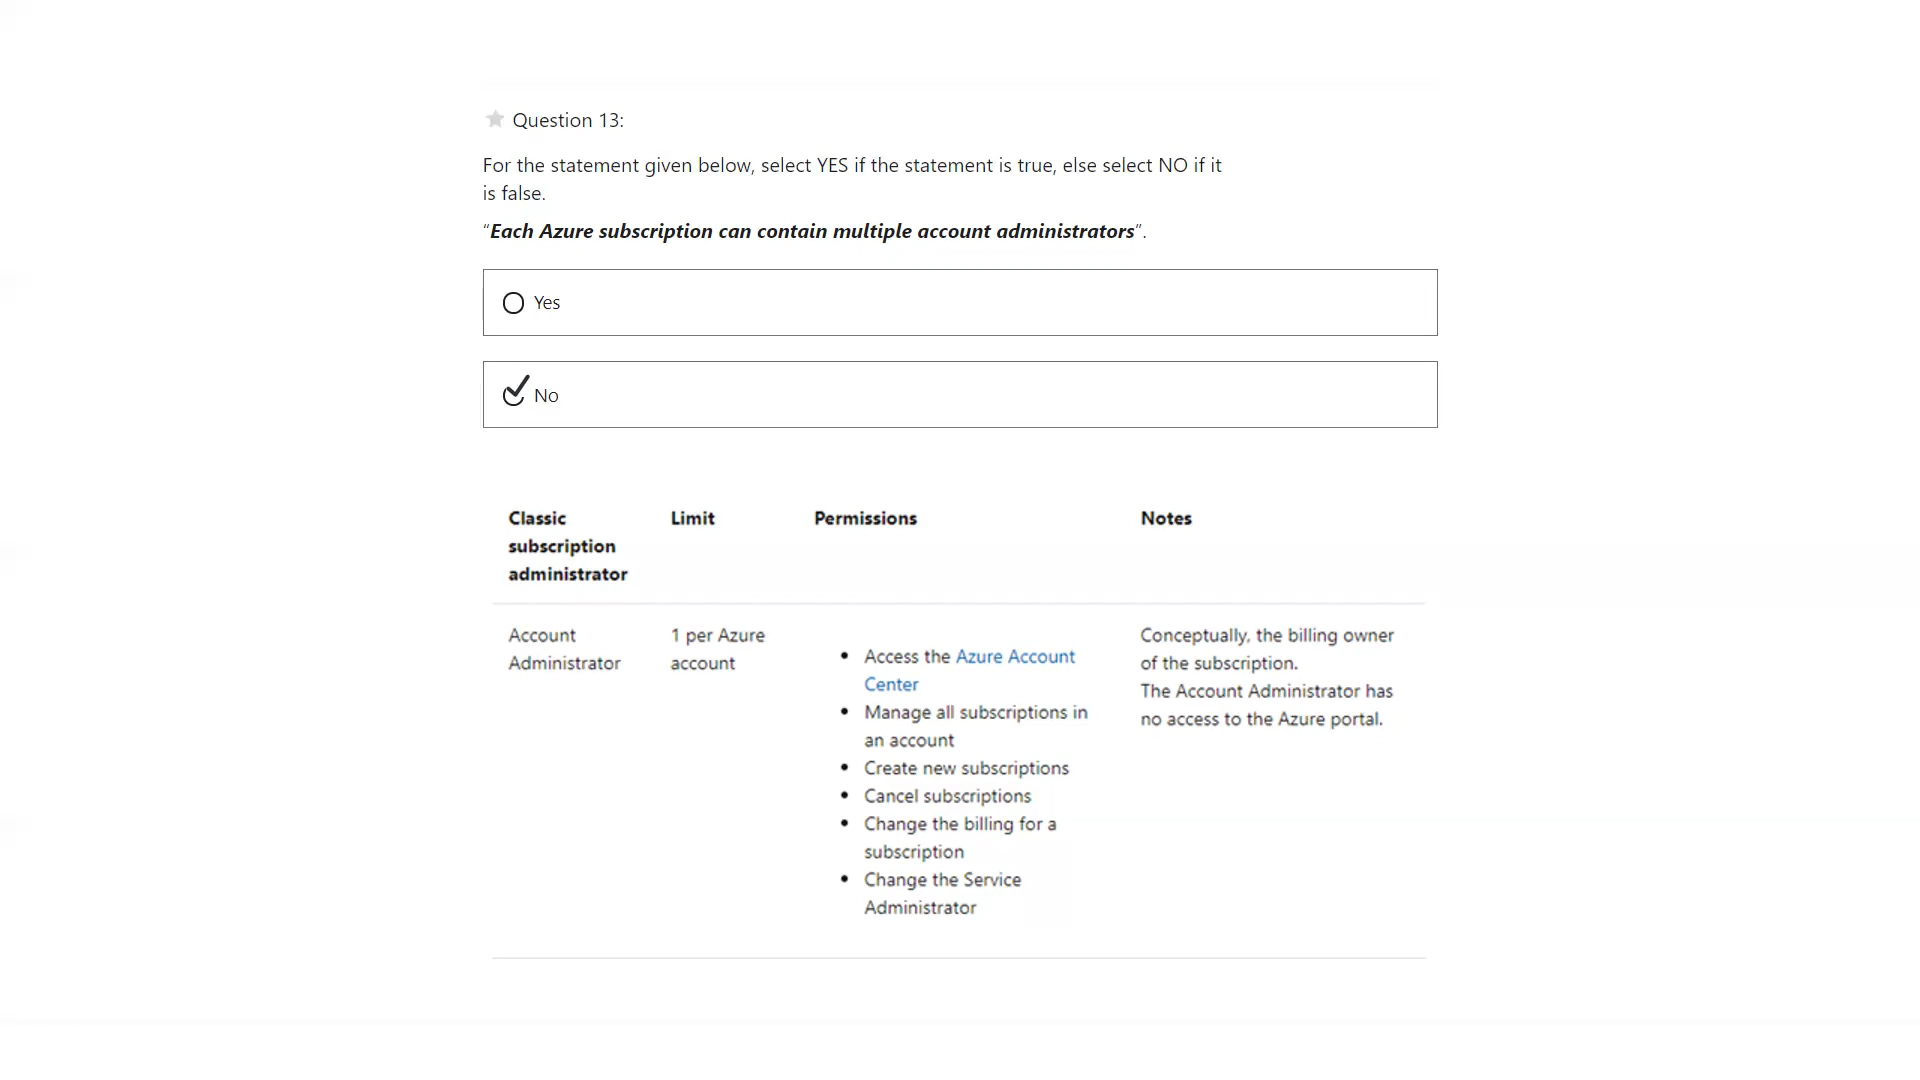 Question 13:
For the statement given below, select YES if the statement is true, else select NO if it
is false.
“Each Azure subscription can contain multiple account administrators”.
Yes
No
Classic
subscription
administrator
Limit
Permissions
Notes
Account
Administrator
1 per Azure
account
• Access the Azure Account
Center
• Manage all subscriptions in
an account
• Create new subscriptions
• Cancel subscriptions
• Change the billing for a
subscription
• Change the Service
Administrator
Conceptually, the billing owner
of the subscription.
The Account Administrator has
no access to the Azure portal.